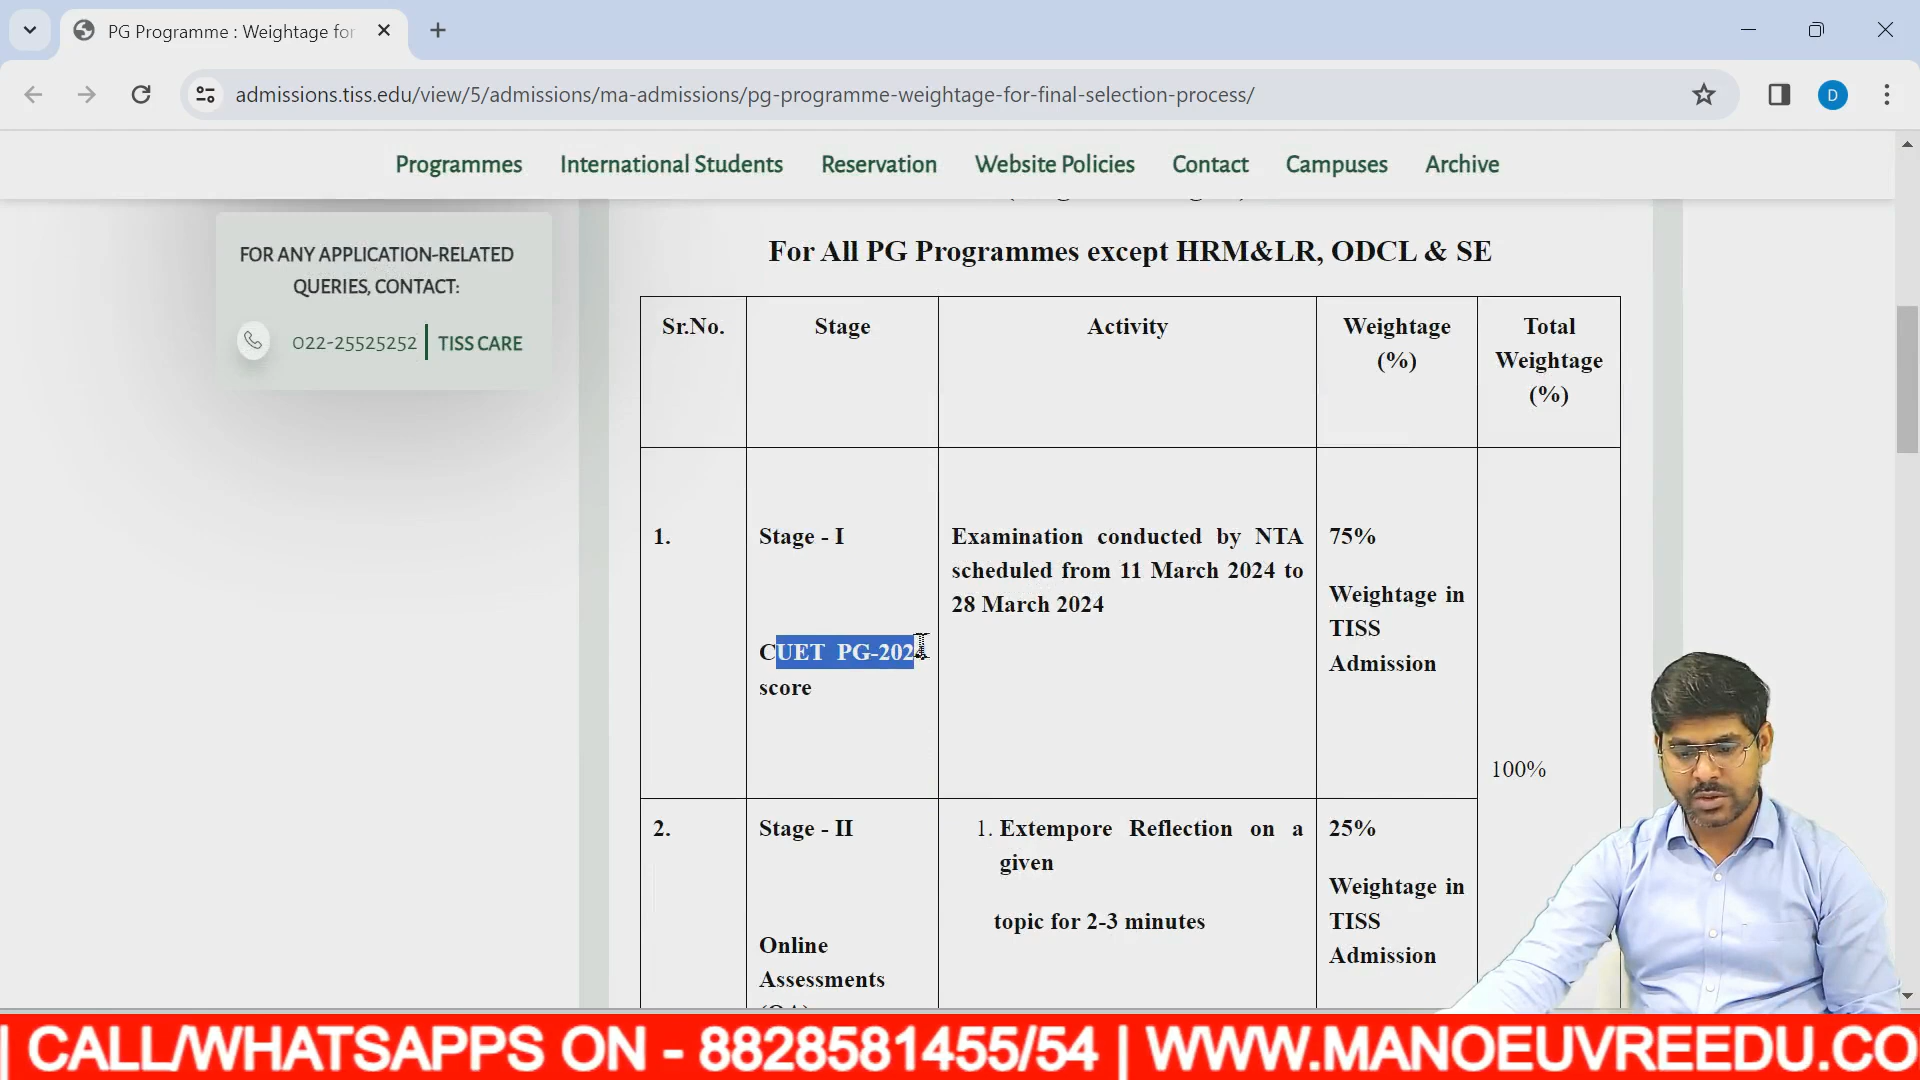 PG Programme : Weightage for
admissions.tiss.edu/view/5/admissions/ma-admissions/pg-programme-weightage-for-final-selection-process/
D
Programmes International Students Reservation Website Policies Contact Campuses Archive
FOR ANY APPLICATION-RELATED
QUERIES, CONTACT:
022-25525252 TISS CARE
For All PG Programmes except HRM&LR, ODCL & SE
Sr.No. Stage Activity Weightage Total
(%) Weightage
(%)
1. Stage - I Examination conducted by NTA 75%
scheduled from 11 March 2024 to
28 March 2024
Weightage in
TISS
Admission
CUET PG-2024
score
100%
2. Stage - II 1. Extempore Reflection on a 25%
given
topic for 2-3 minutes
Weightage in
TISS
Admission
Online
Assessments
| CALL/WHATSAPPS ON - 8828581455/54 | WWW.MANOEUVREEDU.CO